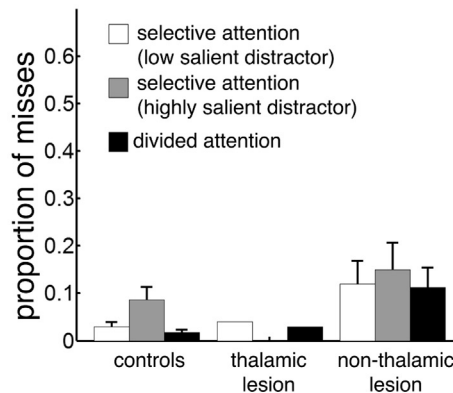 proportion of misses
0.6
0.5
0.4
0.3
0.2
0.1
0
selective attention
(low salient distractor)
selective attention
(highly salient distractor)
divided attention
controls
thalamic
lesion
non-thalamic
lesion